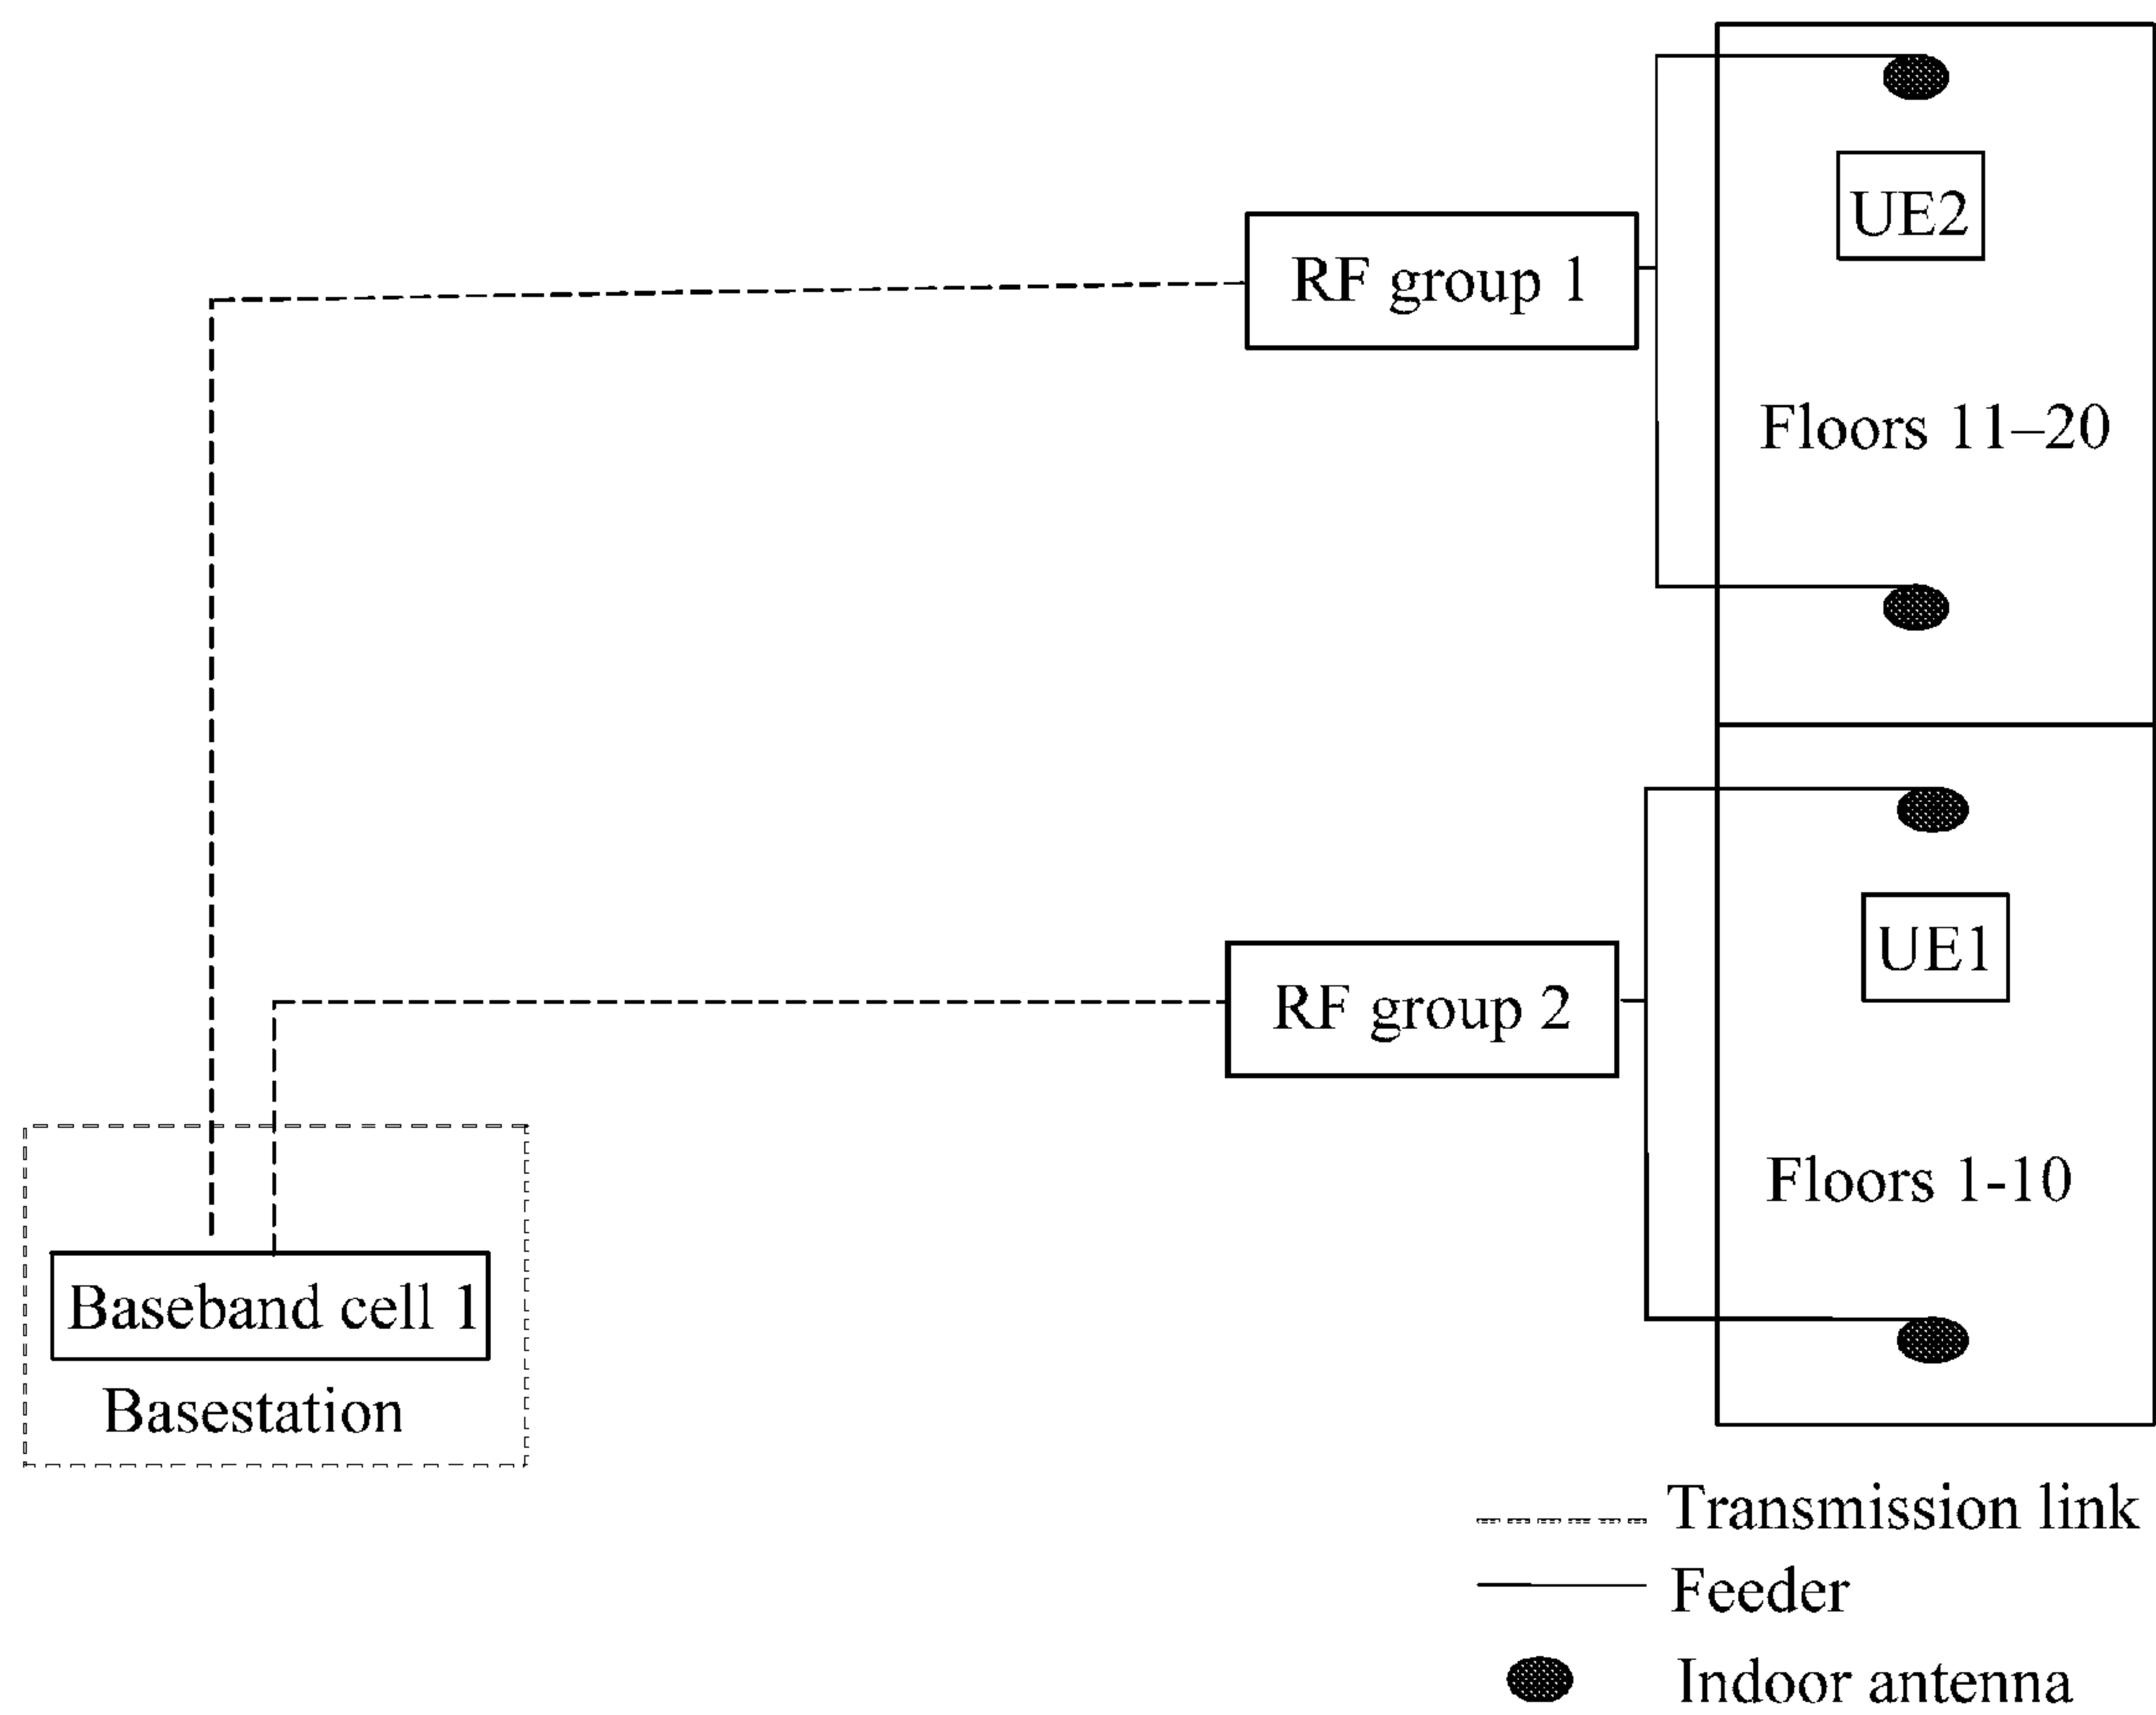 UE2
RF group 1
Floors 11–20
UE1
RF group 2
Floors 1-10
Baseband cell 1
Basestation
Transmission link
Feeder
Indoor antenna